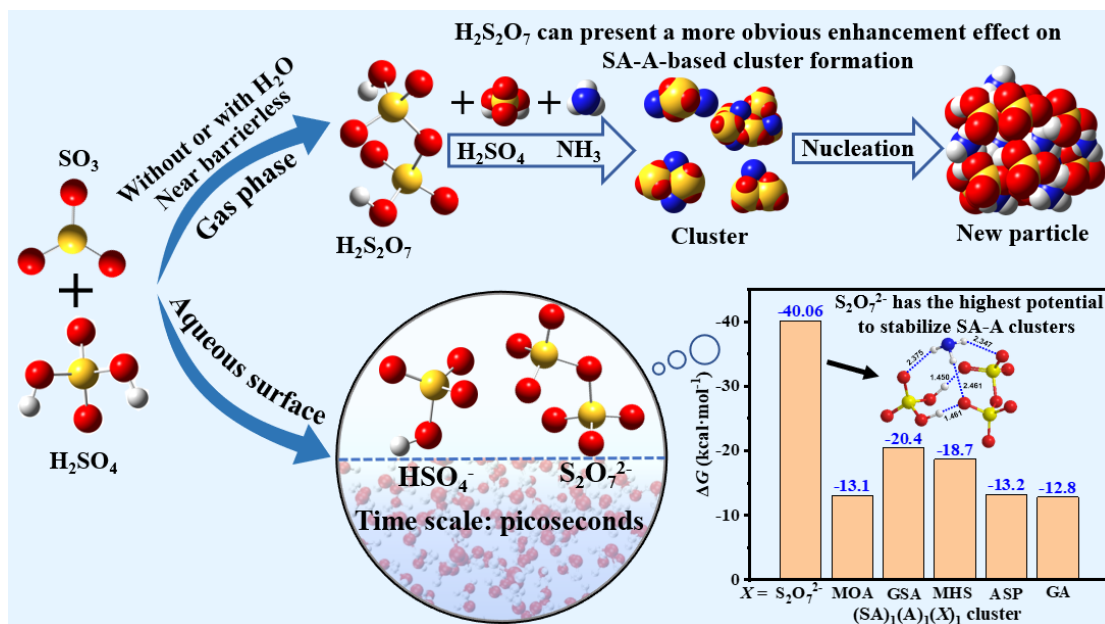 H₂S₂O₇ can present a more obvious enhancement effect on
SA-A-based cluster formation
Without or with H₂O
Near barrierless
Gas phase
SO₃
+
H₂SO₄
H₂S₂O₇
+
+
H₂SO₄
NH₃
Cluster
Nucleation
New particle
Aqueous surface
HSO₄⁻
S₂O₇²⁻
Time scale: picoseconds
S₂O₇²⁻ has the highest potential
to stabilize SA-A clusters
ΔG (kcal·mol⁻¹)
-40
-30
-20
-10
0
-40.06
-13.1
-20.4
-18.7
-13.2
-12.8
2.375
2.347
1.450
2.461
1.461
X = S₂O₇²⁻ MOA GSA MHS ASP GA
(SA)₁(A)₁(X)₁ cluster